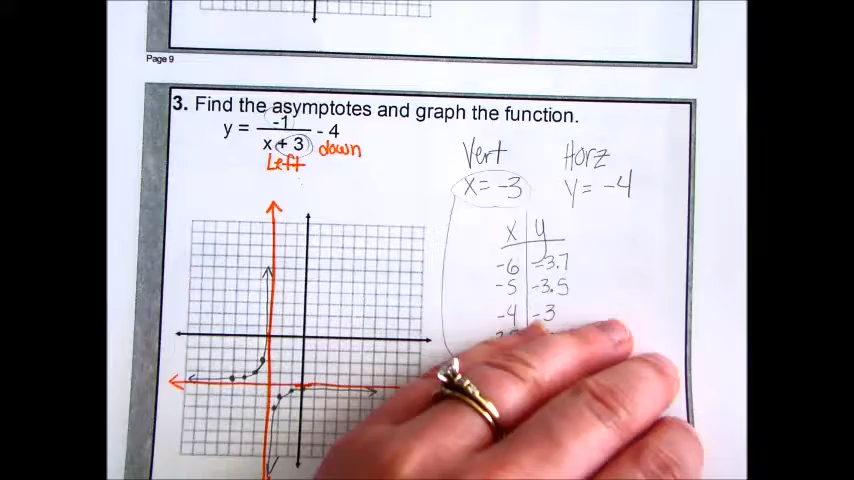 Page 9
3. Find the asymptotes and graph the function.
y = -1 / x + 3 - 4
Left down
Vert Horz
x = -3 y = -4
x y
-6 -3.7
-5 -3.5
-4 -3